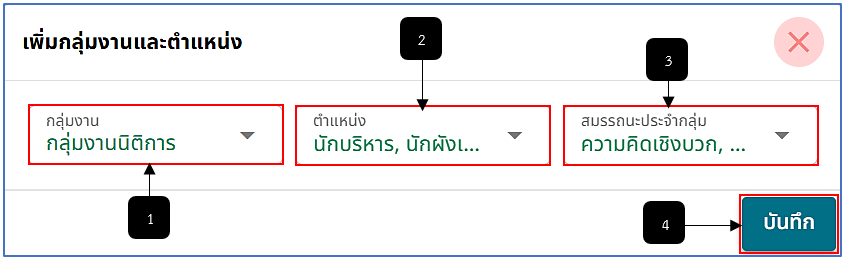 เพิ่มกลุ่มงานและตำแหน่ง
2
3
กลุ่มงาน
กลุ่มงานนิติการ
ตำแหน่ง
นักบริหาร, นักผังเ...
สมรรถนะประจำกลุ่ม
ความคิดเชิงบวก, ...
1
4
บันทึก